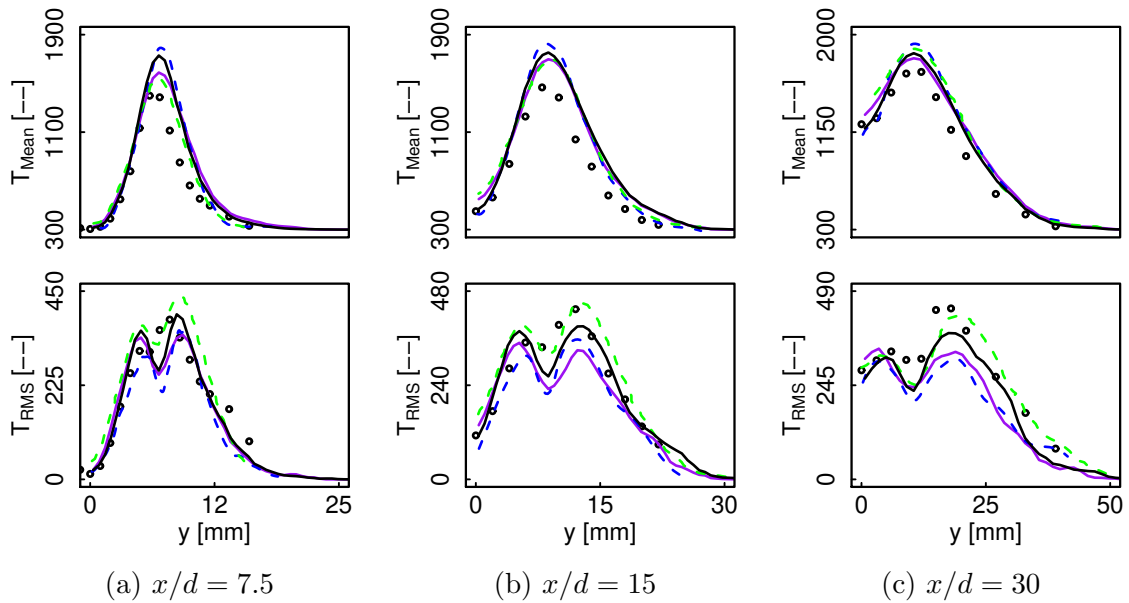 1900
1100
300
T_Mean [−−]
1900
1100
300
T_Mean [−−]
2000
1150
300
T_Mean [−−]
450
225
0
T_RMS [−−]
0 12 25
y [mm]
480
240
0
T_RMS [−−]
0 15 31
y [mm]
490
245
0
T_RMS [−−]
0 25 50
y [mm]
(a) x/d = 7.5
(b) x/d = 15
(c) x/d = 30